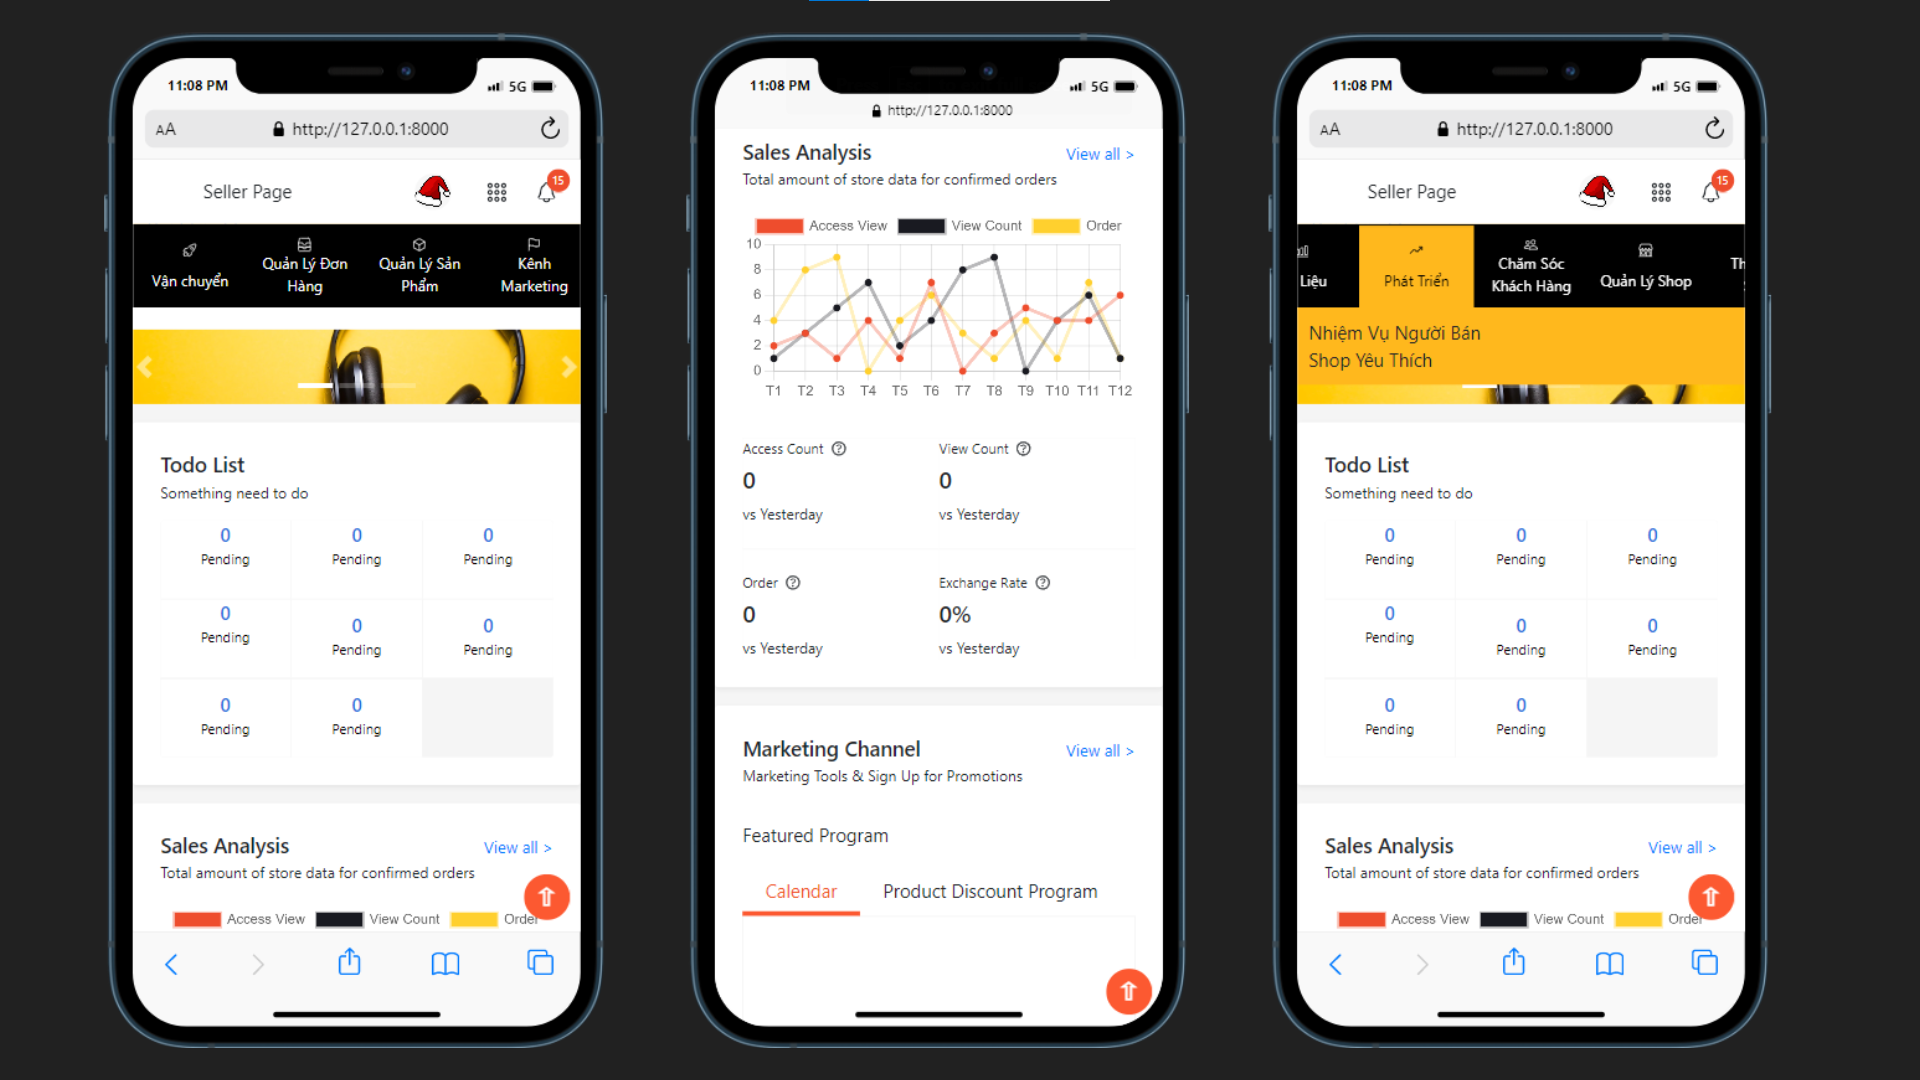 11:08 PM
5G
AA
http://127.0.0.1:8000
Seller Page
15
Vận chuyển
Quản Lý Đơn
Hàng
Quản Lý Sản
Phẩm
Kênh
Marketing
Todo List
Something need to do
0
Pending
0
Pending
0
Pending
0
Pending
0
Pending
0
Pending
0
Pending
0
Pending
Sales Analysis
View all >
Total amount of store data for confirmed orders
Access View
View Count
Order
11:08 PM
5G
http://127.0.0.1:8000
Sales Analysis
View all >
Total amount of store data for confirmed orders
Access View
View Count
Order
10
8
6
4
2
0
T1 T2 T3 T4 T5 T6 T7 T8 T9 T10 T11 T12
Access Count
0
vs Yesterday
View Count
0
vs Yesterday
Order
0
vs Yesterday
Exchange Rate
0%
vs Yesterday
Marketing Channel
View all >
Marketing Tools & Sign Up for Promotions
Featured Program
Calendar
Product Discount Program
11:08 PM
5G
AA
http://127.0.0.1:8000
Seller Page
15
Liệu
Phát Triển
Chăm Sóc
Khách Hàng
Quản Lý Shop
Th
Nhiệm Vụ Người Bán
Shop Yêu Thích
Todo List
Something need to do
0
Pending
0
Pending
0
Pending
0
Pending
0
Pending
0
Pending
0
Pending
0
Pending
Sales Analysis
View all >
Total amount of store data for confirmed orders
Access View
View Count
Order